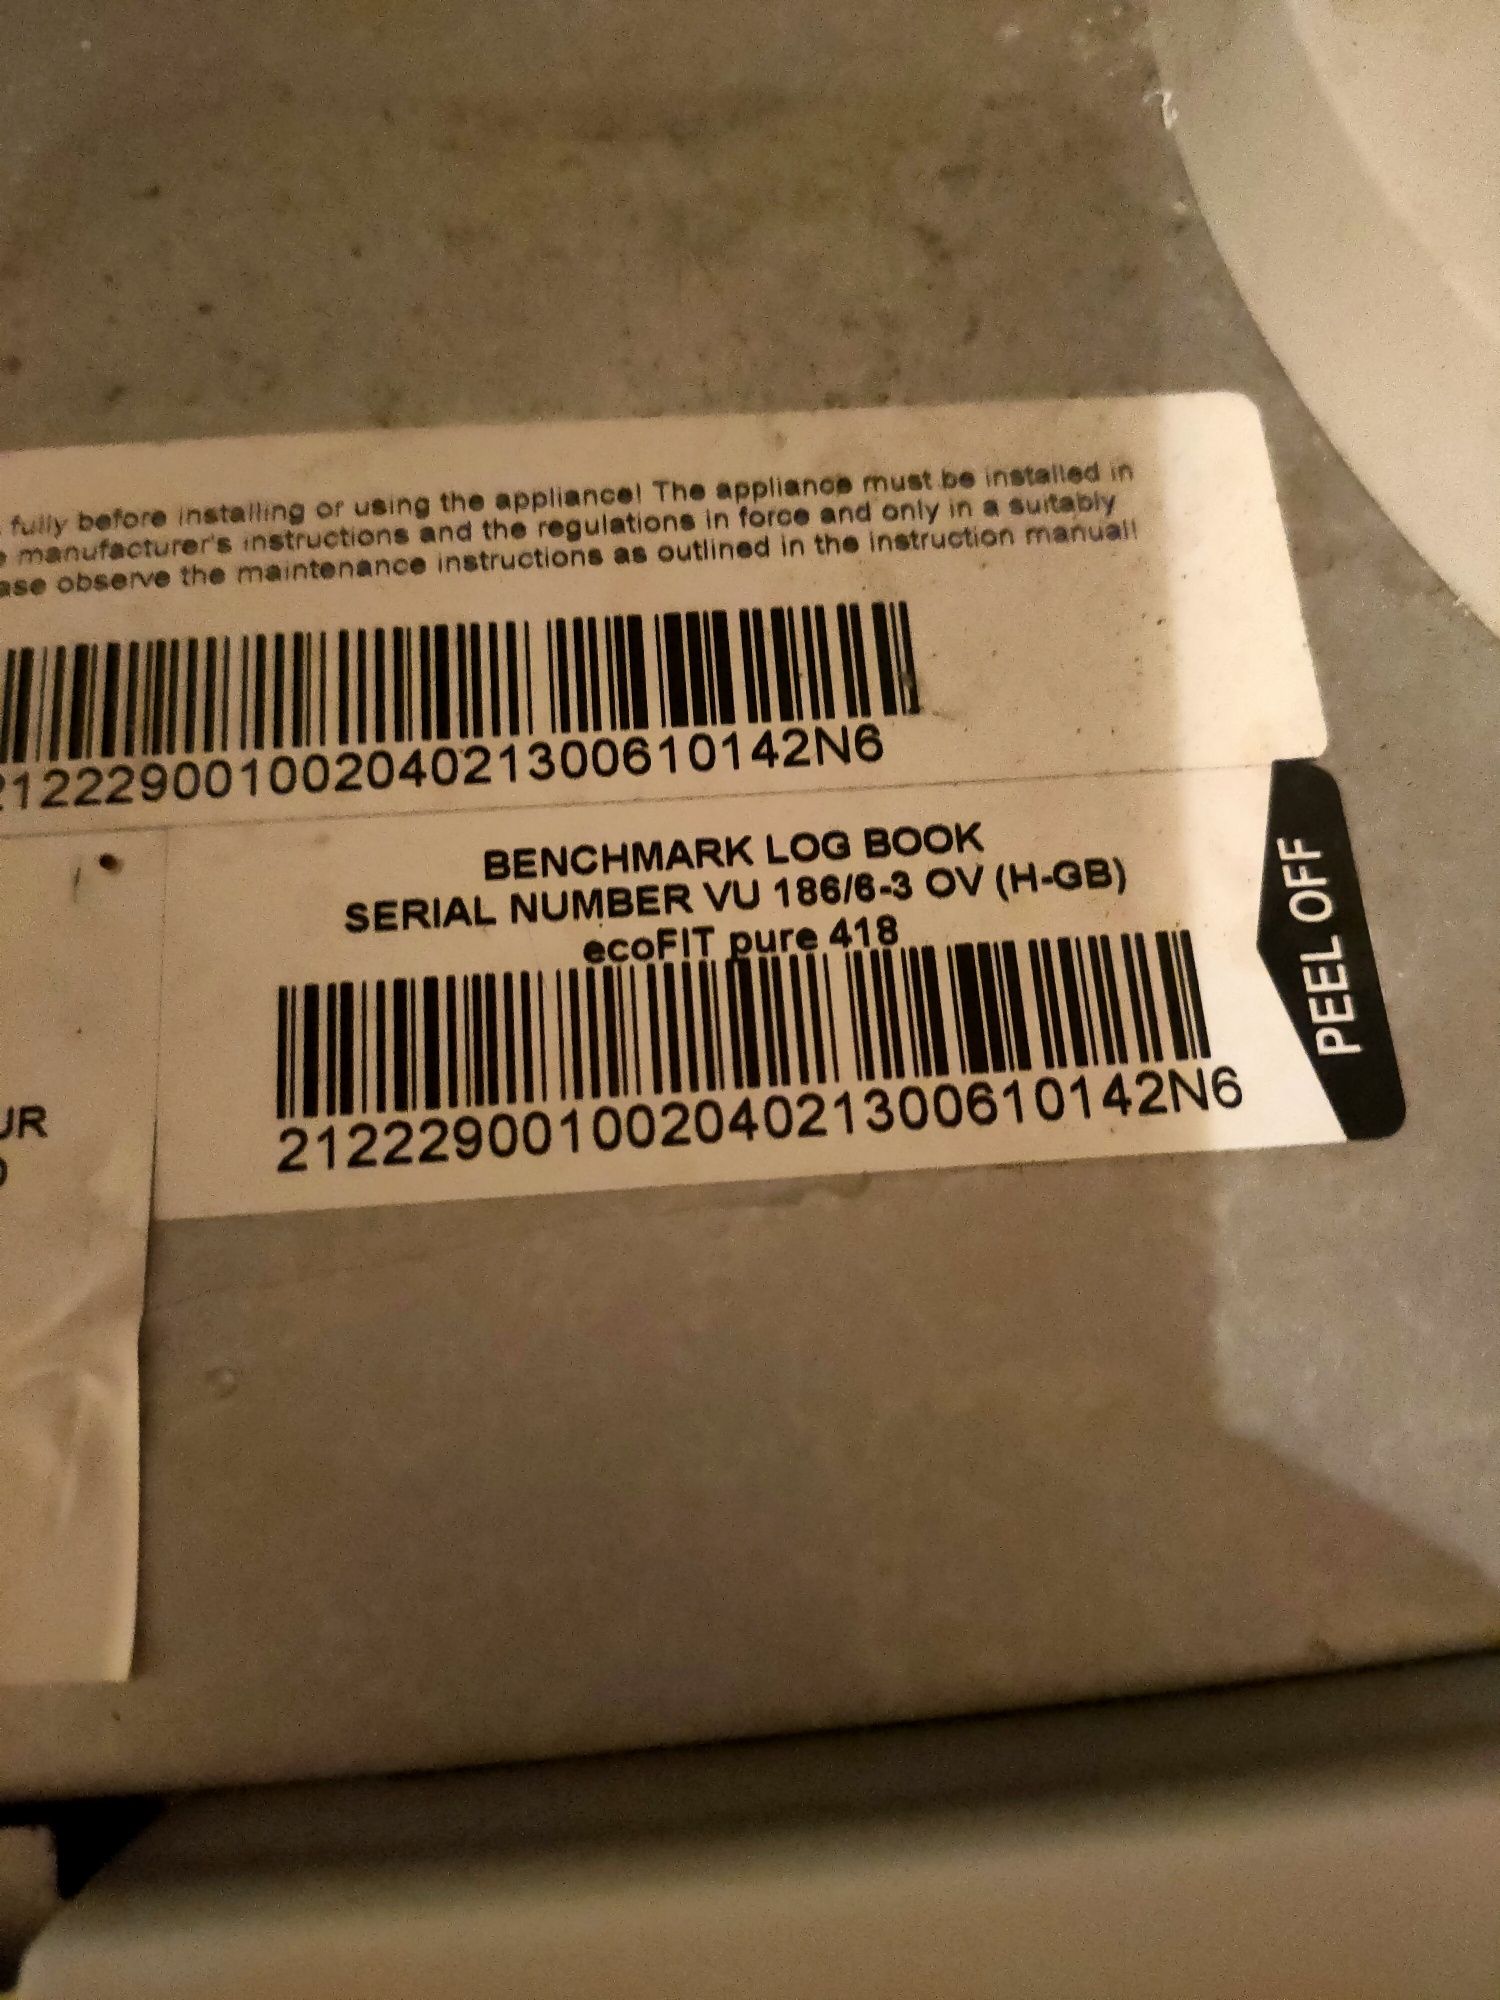 fully before installing or using the appliance! The appliance must be installed in
manufacturer's instructions and the regulations in force and only in a suitably
observe the maintenance instructions as outlined in the instruction manual!
21222900100204021300610142N6
BENCHMARK LOG BOOK
SERIAL NUMBER VU 186/6-3 OV (H-GB)
ecoFIT pure 418
21222900100204021300610142N6
PEEL OFF
UR